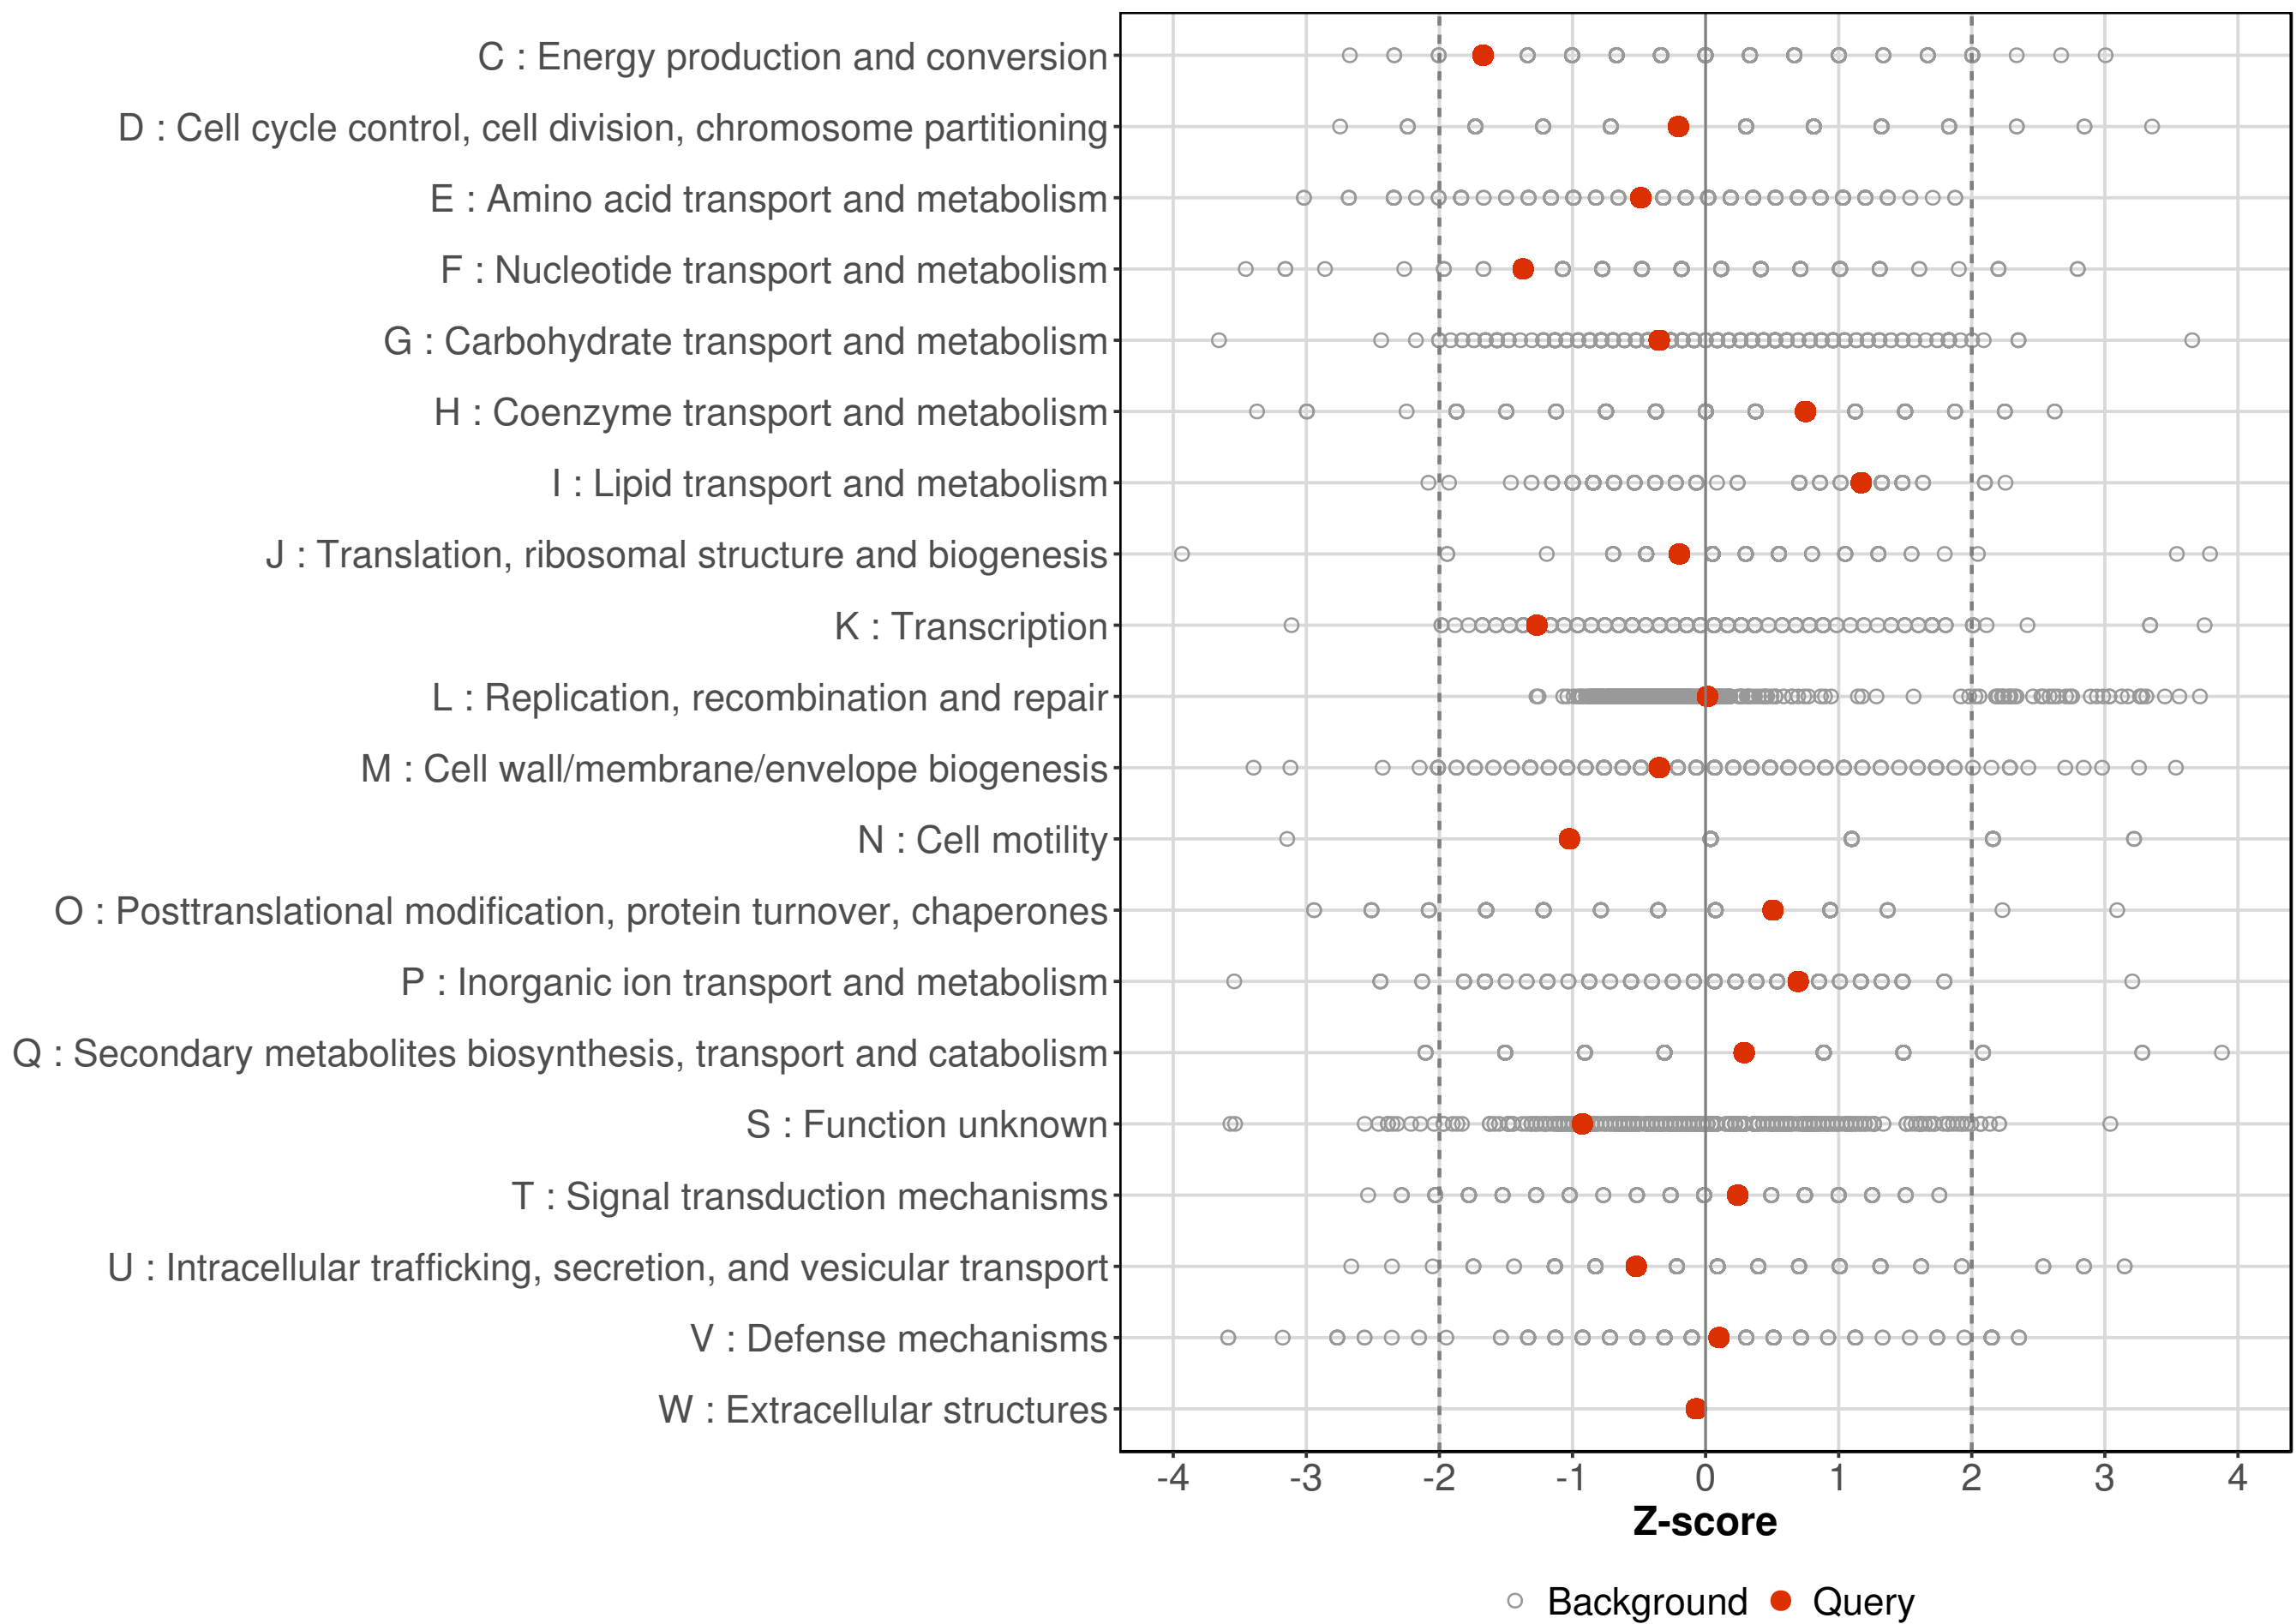 C : Energy production and conversion
D : Cell cycle control, cell division, chromosome partitioning
E : Amino acid transport and metabolism
F : Nucleotide transport and metabolism
G : Carbohydrate transport and metabolism
H : Coenzyme transport and metabolism
I : Lipid transport and metabolism
J : Translation, ribosomal structure and biogenesis
K : Transcription
L : Replication, recombination and repair
M : Cell wall/membrane/envelope biogenesis
N : Cell motility
O : Posttranslational modification, protein turnover, chaperones
P : Inorganic ion transport and metabolism
Q : Secondary metabolites biosynthesis, transport and catabolism
S : Function unknown
T : Signal transduction mechanisms
U : Intracellular trafficking, secretion, and vesicular transport
V : Defense mechanisms
W : Extracellular structures
-4 -3 -2 -1 0 1 2 3 4
Z-score
Background Query